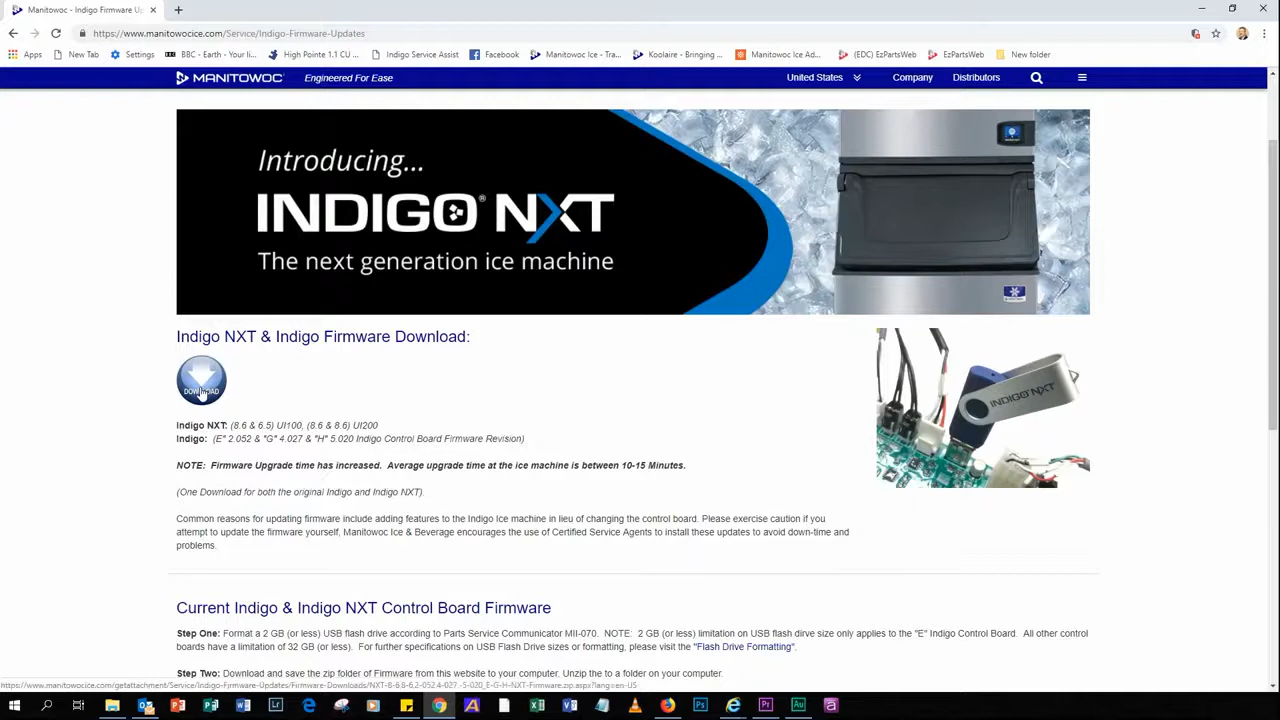 Manitowoc - Indigo Firmware Up
https://www.manitowocice.com/Service/Indigo-Firmware-Updates
Apps New Tab Settings BBC - Earth - Your li... High Pointe 1.1 CU ... Indigo Service Assist Facebook Manitowoc Ice - Tra... Koolaire - Bringing ... Manitowoc Ice Ad... (EDC) EzPartsWeb EzPartsWeb New folder
MANITOWOC Engineered For Ease United States Company Distributors
Introducing...
INDIGO® NXT
The next generation ice machine
Indigo NXT & Indigo Firmware Download:
DOWNLOAD
INDIGO NXT
Indigo NXT: (8.6 & 6.5) UI100, (8.6 & 8.6) UI200
Indigo: (E" 2.052 & "G" 4.027 & "H" 5.020 Indigo Control Board Firmware Revision)
NOTE: Firmware Upgrade time has increased. Average upgrade time at the ice machine is between 10-15 Minutes.
(One Download for both the original Indigo and Indigo NXT).
Common reasons for updating firmware include adding features to the Indigo Ice machine in lieu of changing the control board. Please exercise caution if you
attempt to update the firmware yourself, Manitowoc Ice & Beverage encourages the use of Certified Service Agents to install these updates to avoid down-time and
problems.
Current Indigo & Indigo NXT Control Board Firmware
Step One: Format a 2 GB (or less) USB flash drive according to Parts Service Communicator MII-070. NOTE: 2 GB (or less) limitation on USB flash dirve size only applies to the "E" Indigo Control Board. All other control
boards have a limitation of 32 GB (or less). For further specifications on USB Flash Drive sizes or formatting, please visit the "Flash Drive Formatting".
Step Two: Download and save the zip folder of Firmware from this website to your computer. Unzip the to a folder on your computer.